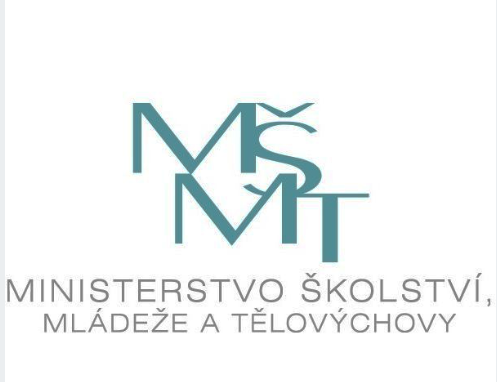 MŠ
MT
MINISTERSTVO ŠKOLSTVÍ,
MLÁDEŽE A TĚLOVÝCHOVY